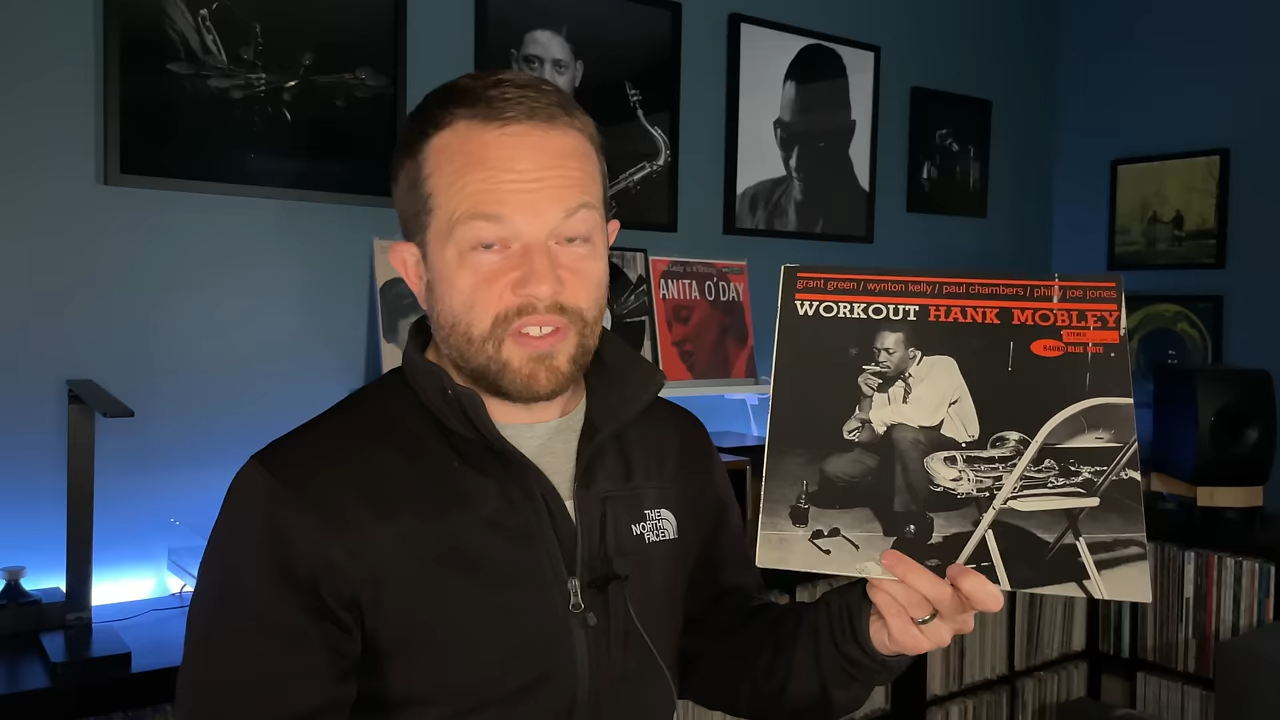 grant green / wynton kelly / paul chambers / philly joe jones
WORKOUT HANK MOBLEY
STEREO
84080 BLUE NOTE
ANITA O'DAY
THE
NORTH
FACE